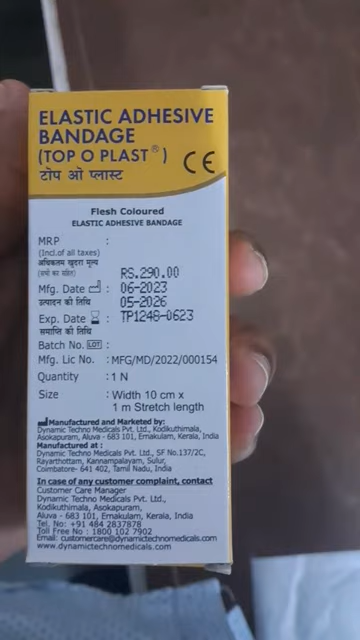 ELASTIC ADHESIVE
BANDAGE
(TOP O PLAST®)
टॉप ओ प्लास्ट
CE
Flesh Coloured
ELASTIC ADHESIVE BANDAGE
MRP :
(Incl.of all taxes)
अधिकतम खुदरा मूल्य
(करों का सहित)
RS.290.00
Mfg. Date : 06-2023
उत्पादन की तिथि
05-2026
Exp. Date : TP1248-0623
समाप्ति की तिथि
Batch No. LOT :
Mfg. Lic No. : MFG/MD/2022/000154
Quantity : 1 N
Size : Width 10 cm x
1 m Stretch length
Manufactured and Marketed by:
Dynamic Techno Medicals Pvt. Ltd., Kodikuthimala,
Asokapuram, Aluva - 683 101, Ernakulam, Kerala, India
Manufactured at :
Dynamic Techno Medicals Pvt. Ltd., SF No.137/2C,
Rayarthottam, Kannampalayam, Sulur,
Coimbatore- 641 402, Tamil Nadu, India
In case of any customer complaint, contact
Customer Care Manager
Dynamic Techno Medicals Pvt. Ltd.,
Kodikuthimala, Asokapuram,
Aluva - 683 101, Ernakulam, Kerala, India
Tel. No: +91 484 2837878
Toll Free No : 1800 102 7902
Email: customercare@dynamictechnomedicals.com
www.dynamictechnomedicals.com